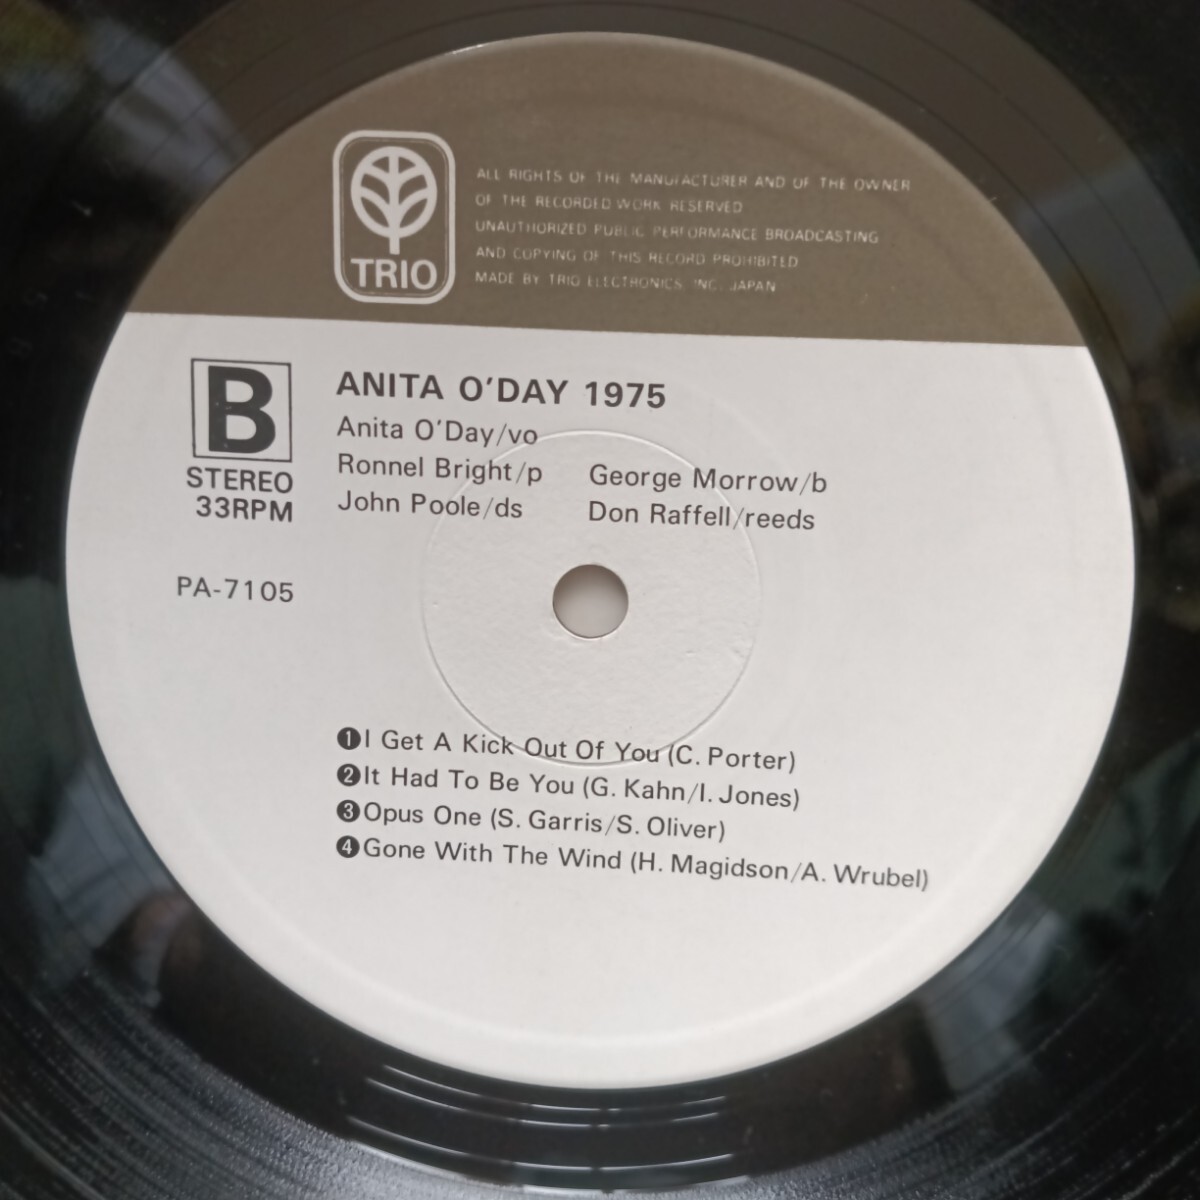 TRIO
ALL RIGHTS OF THE MANUFACTURER AND OF THE OWNER
OF THE RECORDED WORK RESERVED
UNAUTHORIZED PUBLIC PERFORMANCE BROADCASTING
AND COPYING OF THIS RECORD PROHIBITED
MADE BY TRIO ELECTRONICS, INC. JAPAN
B
STEREO
33RPM
PA-7105
ANITA O'DAY 1975
Anita O'Day/vo
Ronnel Bright/p George Morrow/b
John Poole/ds Don Raffell/reeds
❶I Get A Kick Out Of You (C. Porter)
❷It Had To Be You (G. Kahn/I. Jones)
❸Opus One (S. Garris/S. Oliver)
❹Gone With The Wind (H. Magidson/A. Wrubel)